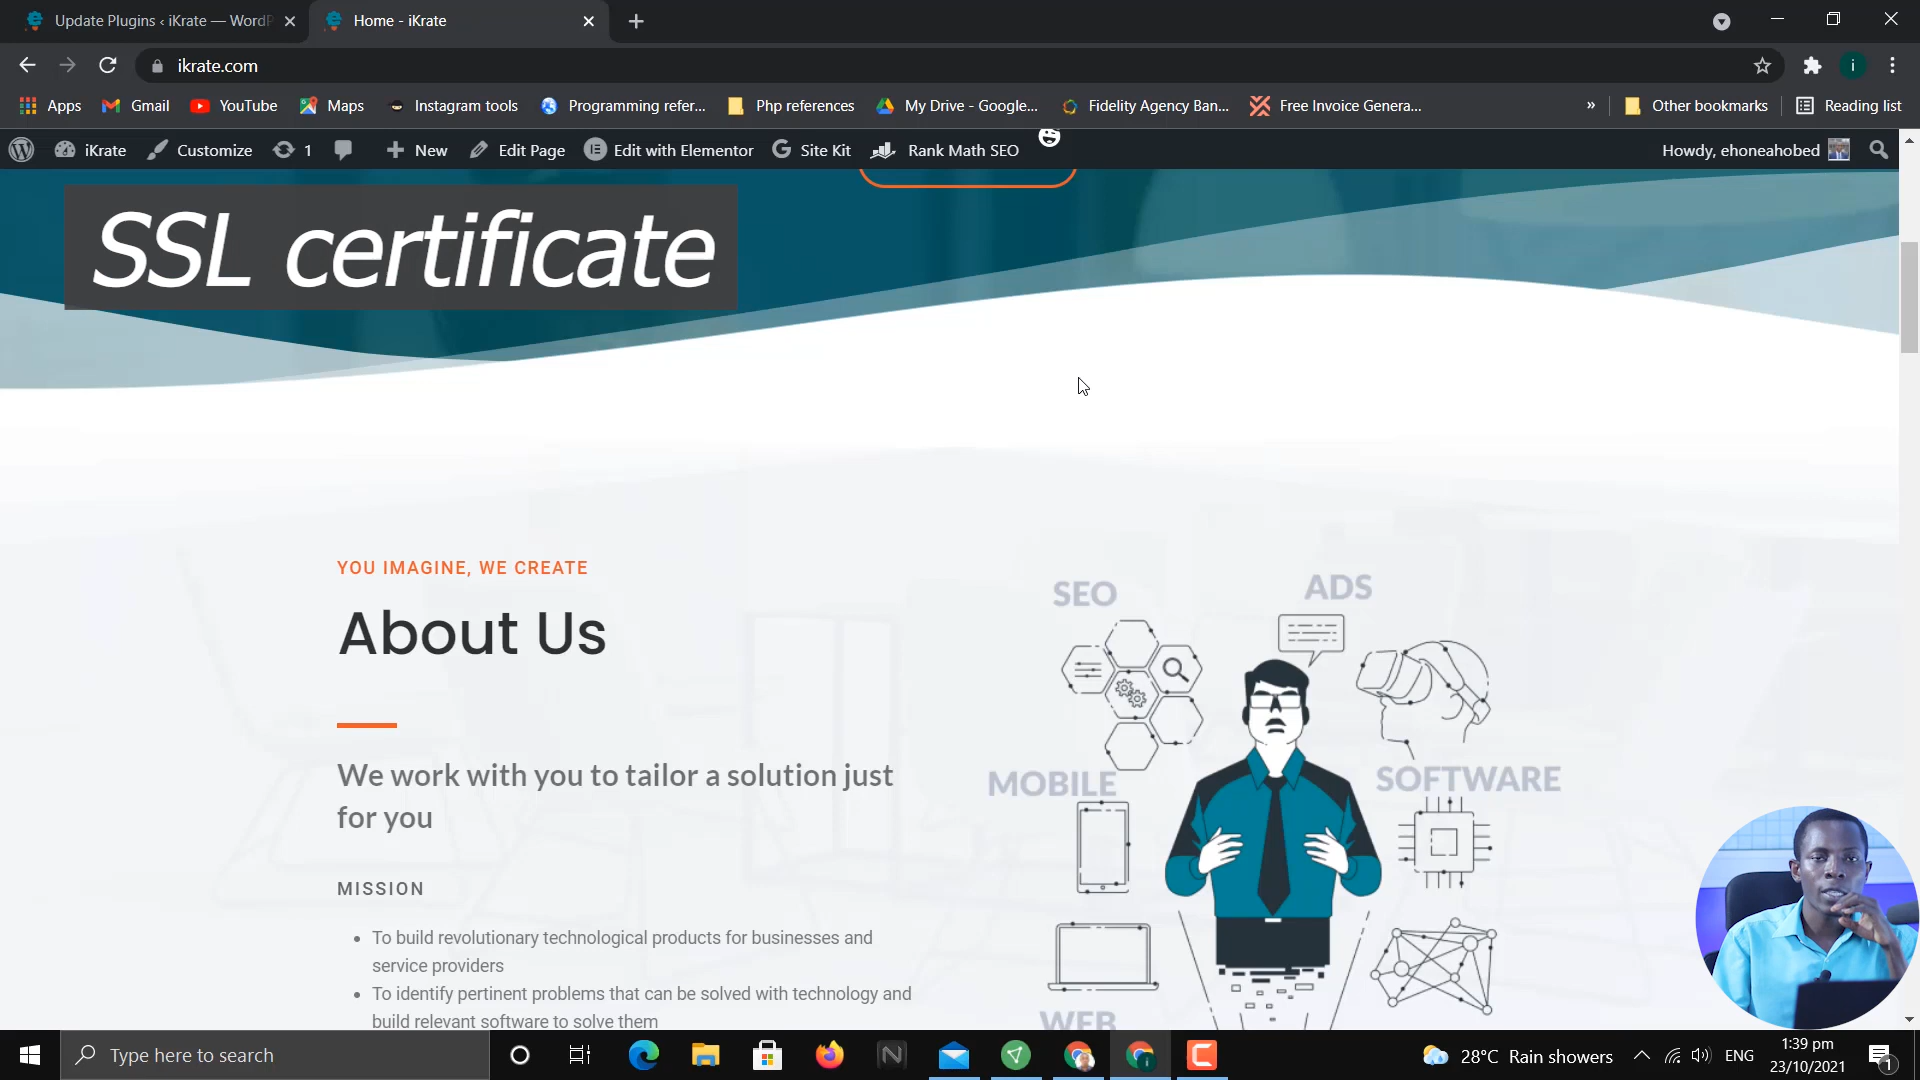 Update Plugins ‹ iKrate — WordP
Home - iKrate
ikrate.com
i
Apps
Gmail
YouTube
Maps
Instagram tools
Programming refer...
Php references
My Drive - Google...
Fidelity Agency Ban...
Free Invoice Genera...
»
Other bookmarks
Reading list
iKrate
Customize
1
New
Edit Page
Edit with Elementor
Site Kit
Rank Math SEO
Howdy, ehoneahobed
SSL certificate
YOU IMAGINE, WE CREATE
About Us
We work with you to tailor a solution just
for you
MISSION
• To build revolutionary technological products for businesses and
service providers
• To identify pertinent problems that can be solved with technology and
build relevant software to solve them
SEO
ADS
MOBILE
SOFTWARE
WEB
Type here to search
28°C Rain showers
ENG
1:39 pm
23/10/2021
1